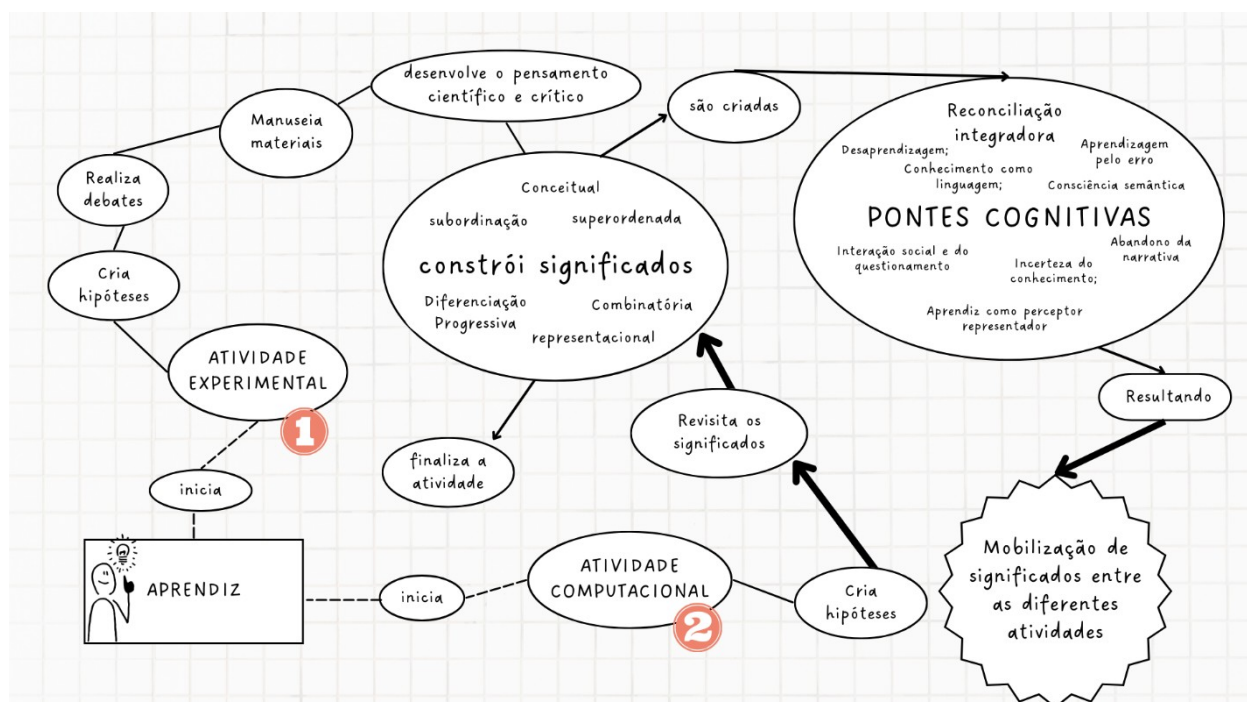 desenvolve o pensamento
científico e crítico
Manuseia
materiais
Realiza
debates
Cria
hipóteses
ATIVIDADE
EXPERIMENTAL
1
inicia
APRENDIZ
são criadas
Conceitual
subordinação
superordenada
constrói significados
Diferenciação
Progressiva
Combinatória
representacional
finaliza a
atividade
Revisita os
significados
inicia
ATIVIDADE
COMPUTACIONAL
2
Cria
hipóteses
Reconciliação
integradora
Desaprendizagem;
Aprendizagem
pelo erro
Conhecimento como
linguagem;
Consciência semântica
PONTES COGNITIVAS
Interação social e do
questionamento
Incerteza do
conhecimento;
Abandono da
narrativa
Aprendiz como perceptor
representador
Resultando
Mobilização de
significados entre
as diferentes
atividades